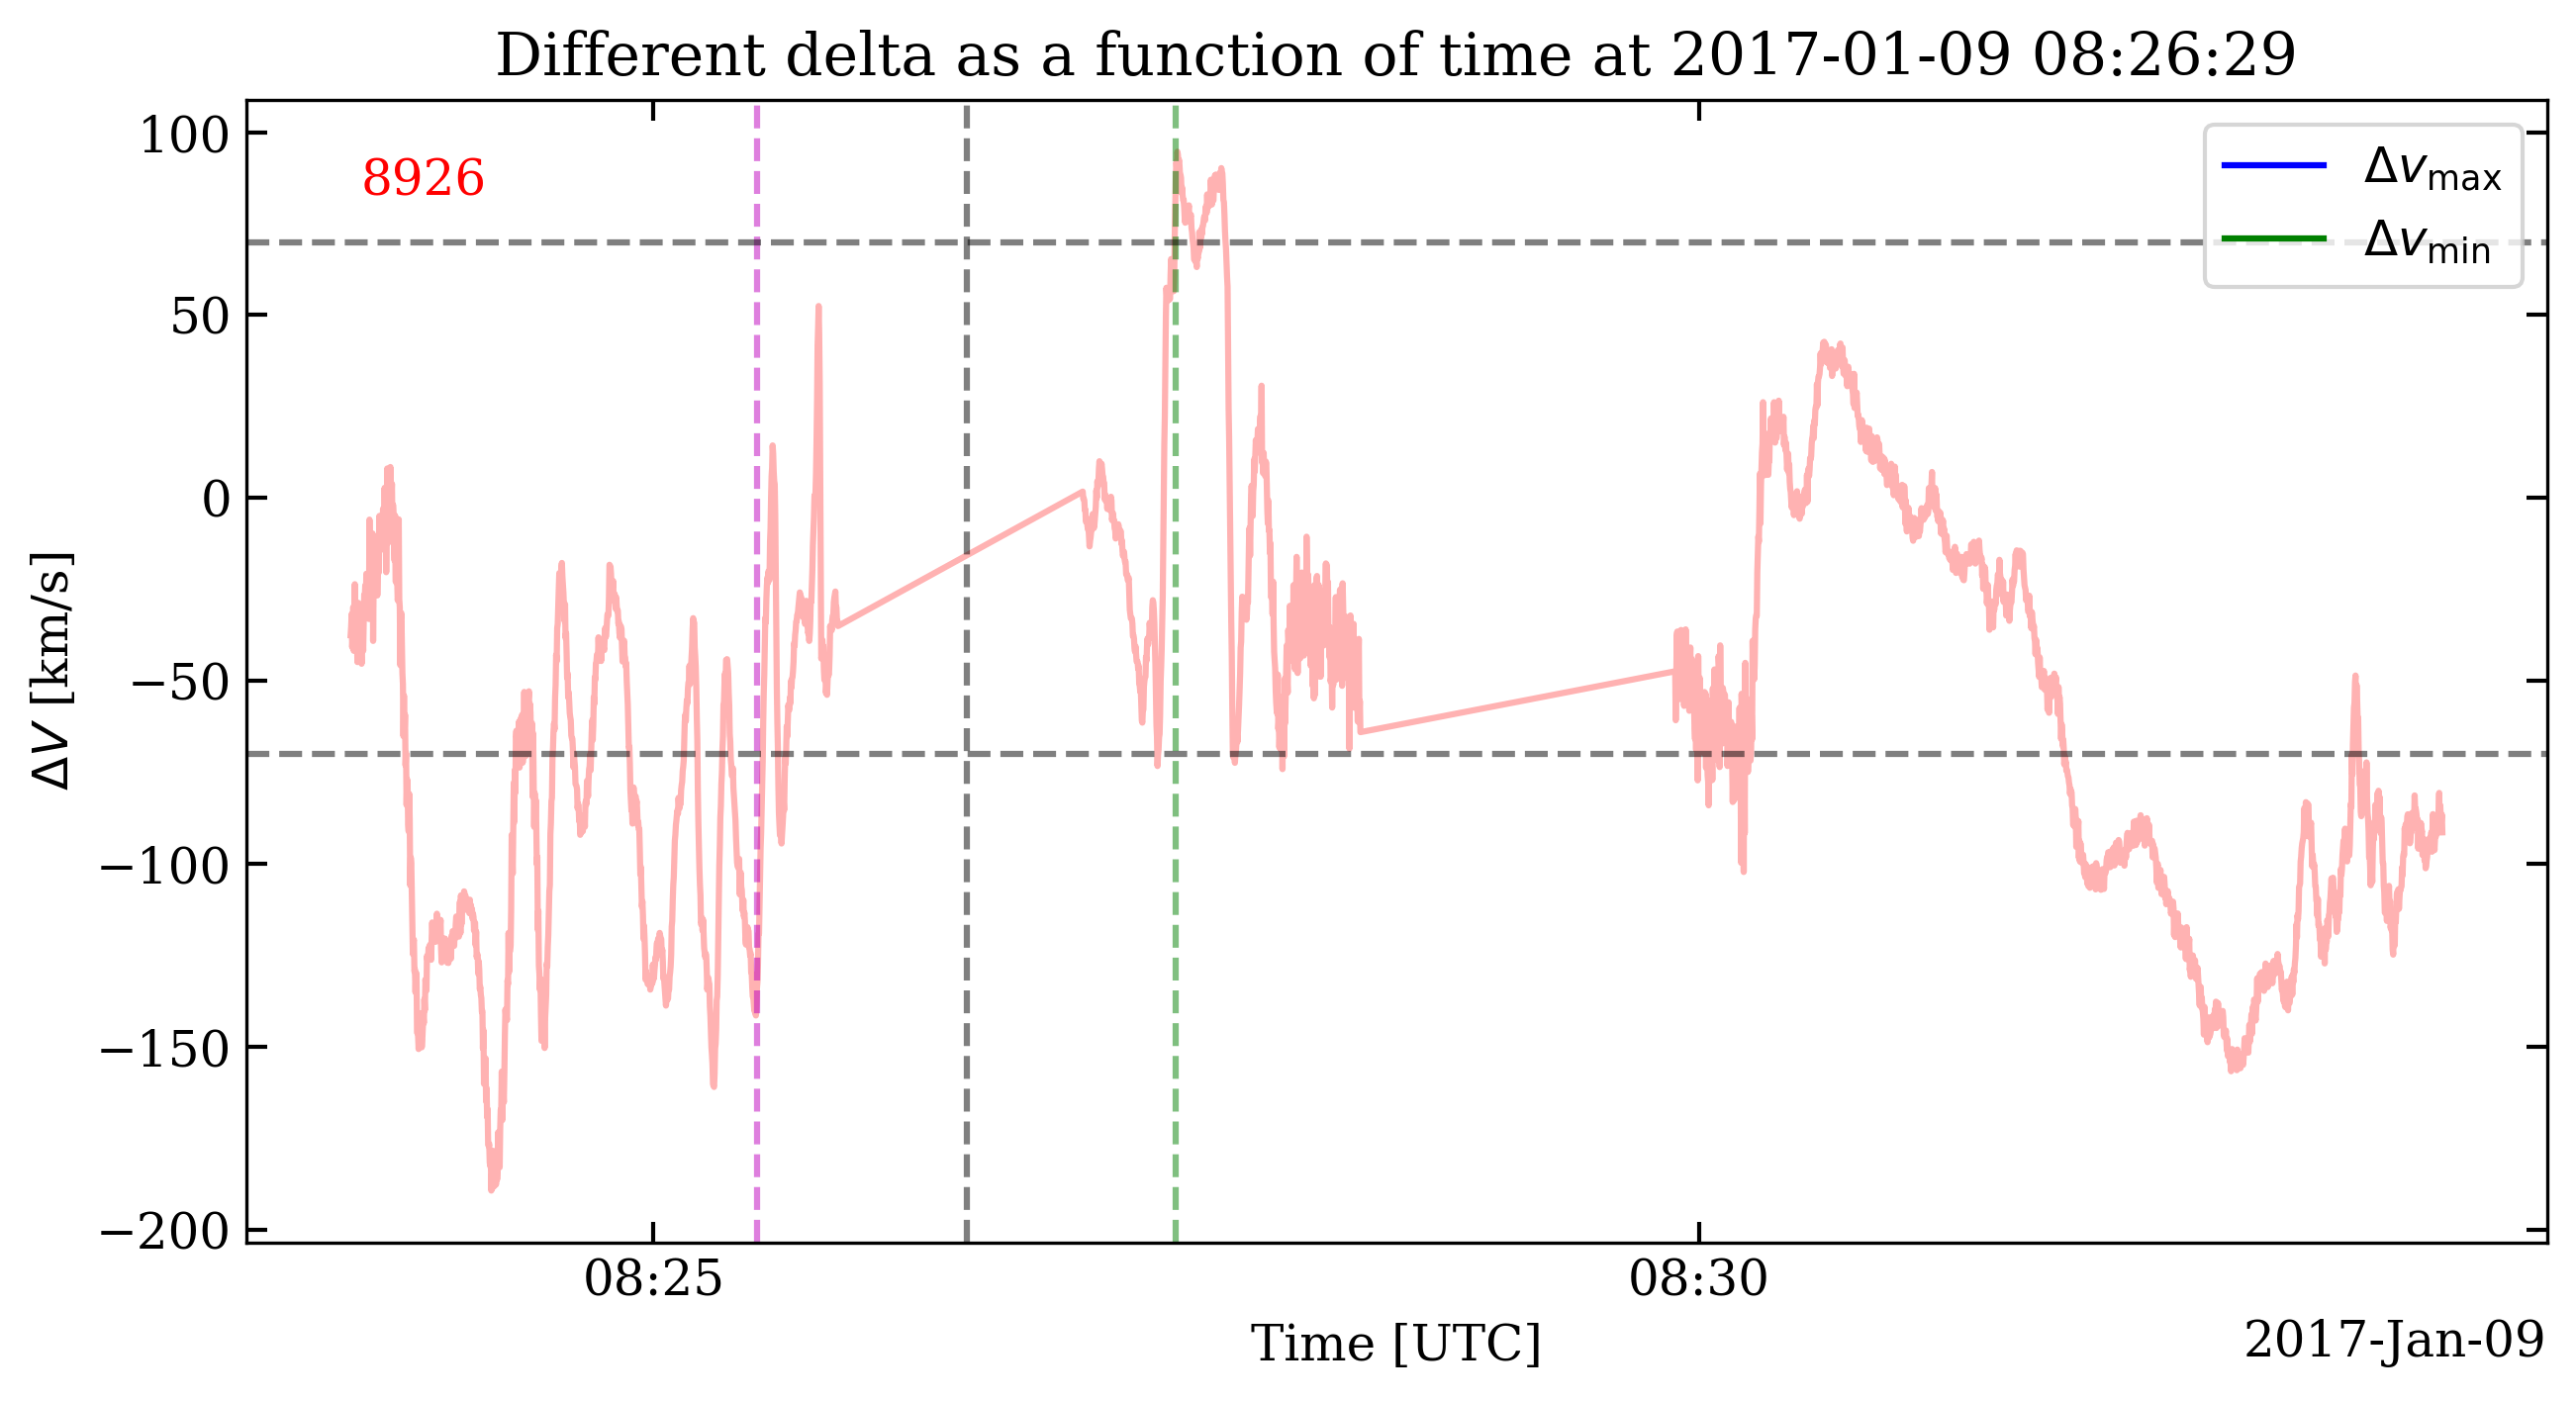 Different delta as a function of time at 2017-01-09 08:26:29
100
50
0
−50
−100
−150
−200
ΔV [km/s]
8926
Δvmax
Δvmin
08:25
08:30
Time [UTC]
2017-Jan-09